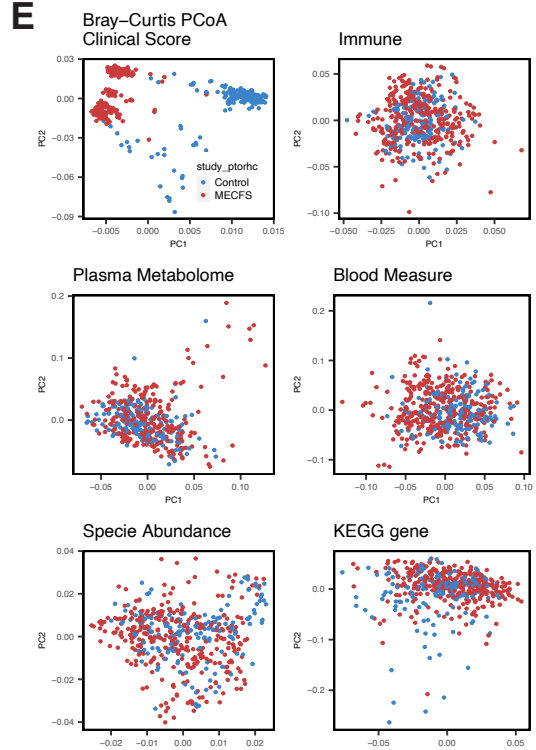 E
Bray–Curtis PCoA
Clinical Score
0.03
0.00
−0.03
−0.06
−0.09
PC2
study_ptorhc
Control
MECFS
−0.005
0.000
0.005
0.010
0.015
PC1
Immune
0.05
0.00
−0.05
−0.10
PC2
−0.050
−0.025
0.000
0.025
0.050
PC1
Plasma Metabolome
0.2
0.1
0.0
PC2
−0.05
0.00
0.05
0.10
PC1
Blood Measure
0.2
0.1
0.0
−0.1
PC2
−0.10
−0.05
0.00
0.05
0.10
PC1
Specie Abundance
0.04
0.02
0.00
−0.02
−0.04
PC2
−0.02
−0.01
0.00
0.01
0.02
KEGG gene
0.0
−0.1
−0.2
PC2
−0.05
0.00